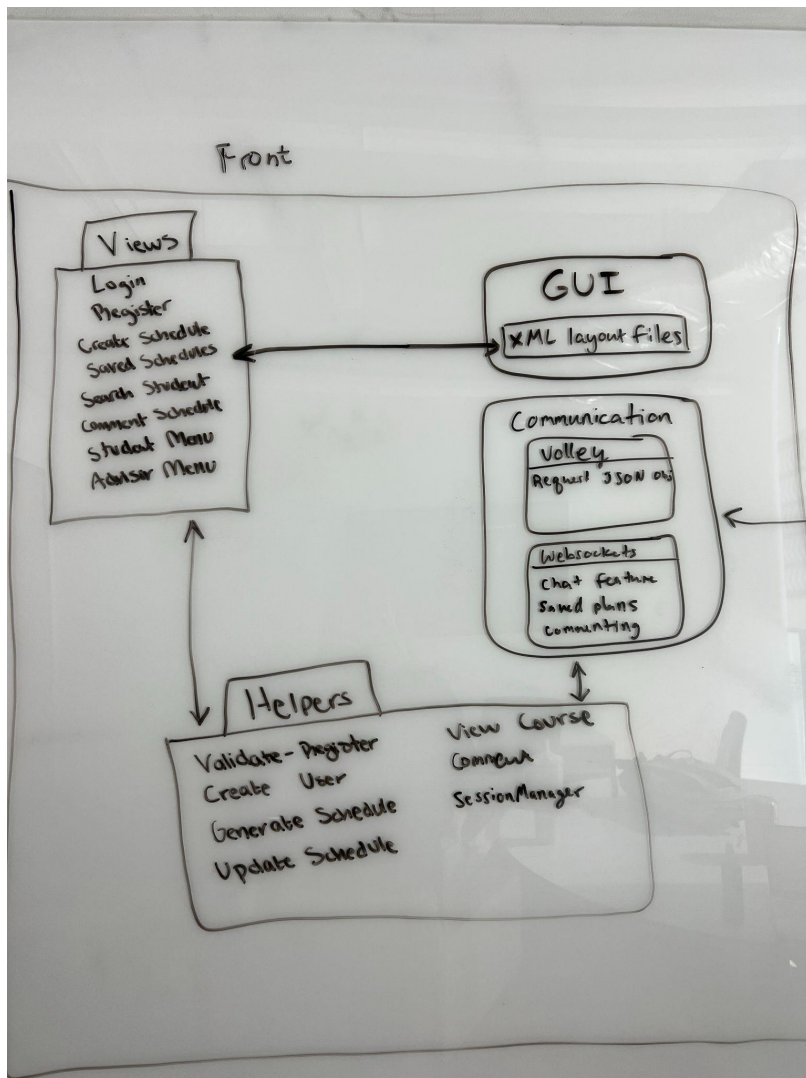 Front
Views
Login
Register
Create Schedule
Saved Schedules
Search Student
Comment Schedule
Student Menu
Advisor Menu
GUI
XML layout files
Communication
Volley
Request JSON Obj
Websockets
Chat feature
Saved plans
Commenting
Helpers
Validate-Register
Create User
Generate Schedule
Update Schedule
View Course
Comment
SessionManager